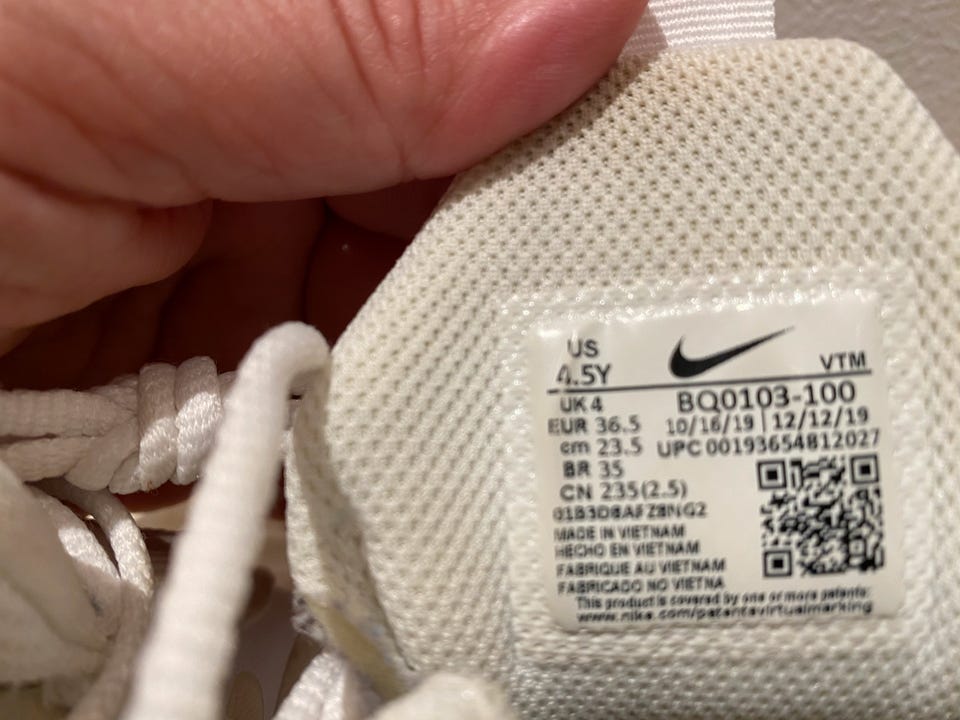 US
4.5Y
VTM
UK 4
BQ0103-100
EUR 36.5
10/16/19 | 12/12/19
cm 23.5
UPC 00193654812027
BR 35
CN 235(2.5)
MADE IN VIETNAM
HECHO EN VIETNAM
FABRIQUE AU VIETNAM
FABRICADO NO VIETNA
This product is covered by one or more patents:
www.nike.com/patentsvirtualmarking